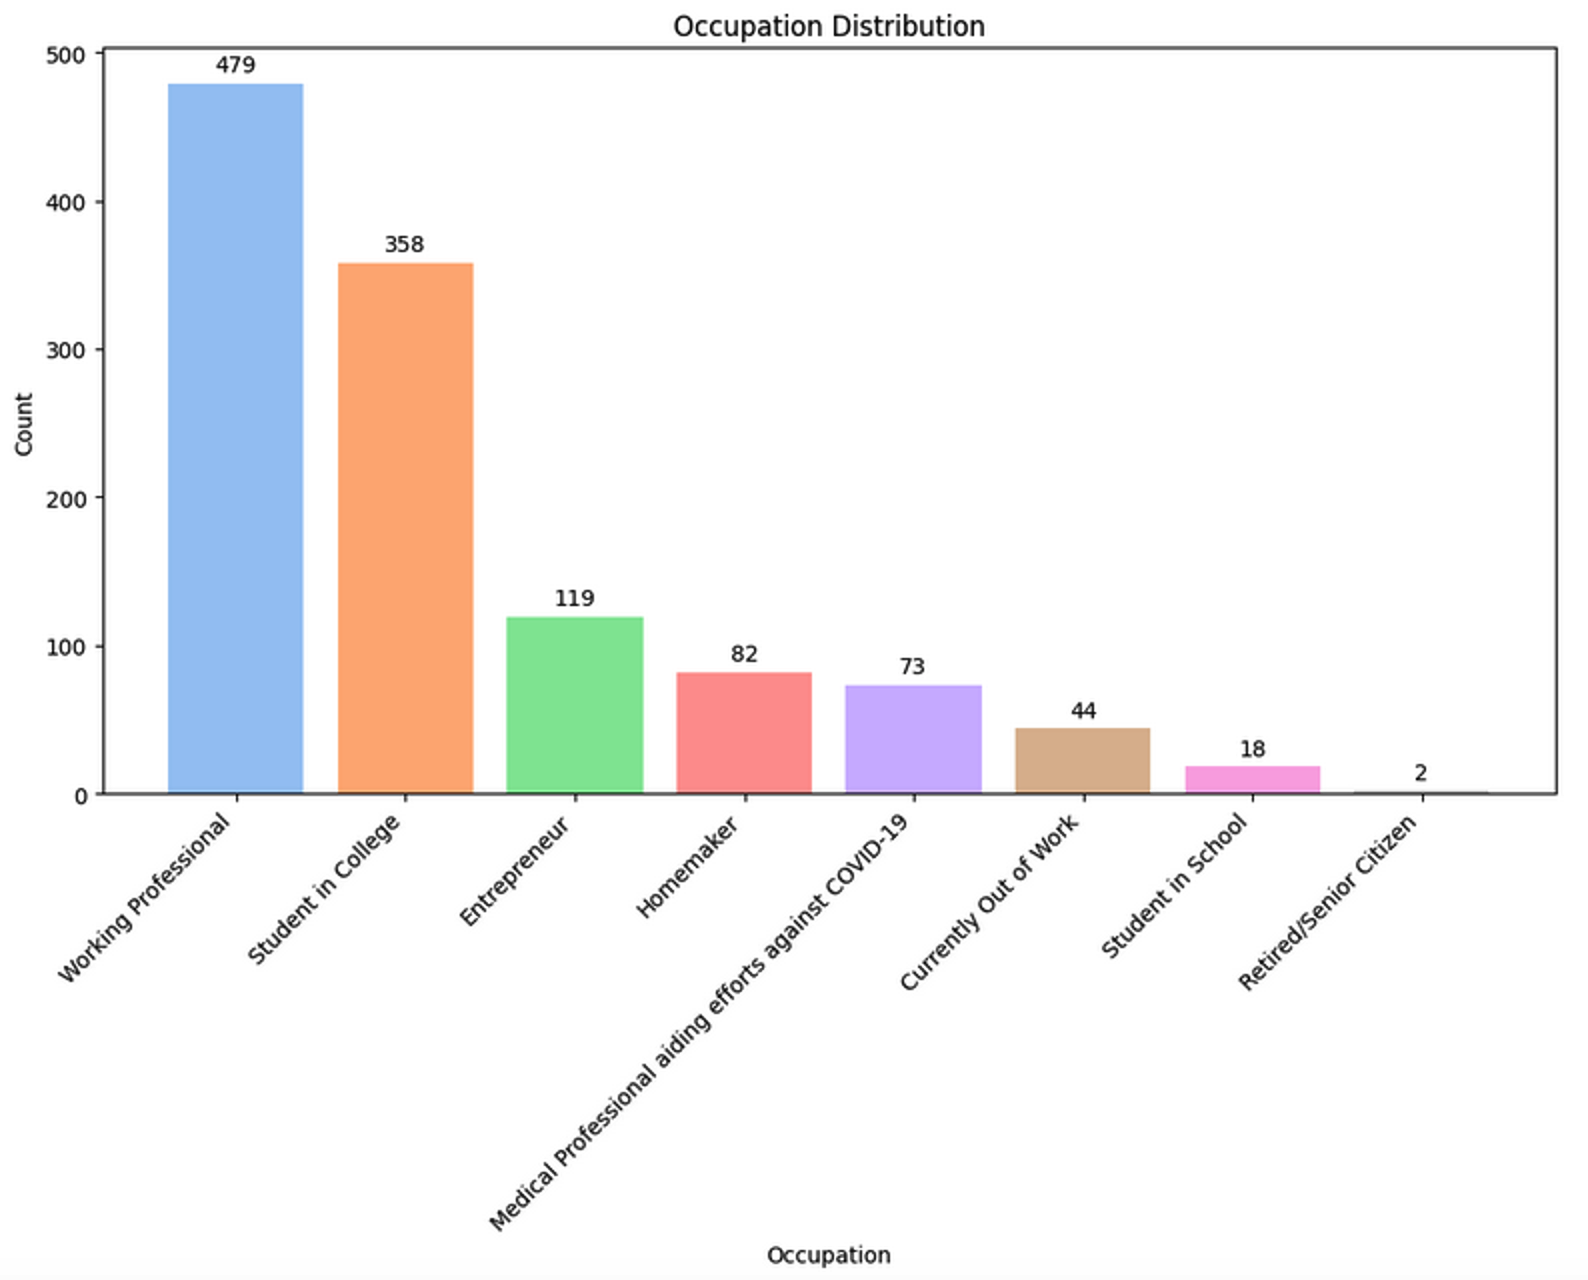 Occupation Distribution
500
400
300
200
100
0
Count
479
358
119
82
73
44
18
2
Working Professional
Student in College
Entrepreneur
Homemaker
Medical Professional aiding efforts against COVID-19
Currently Out of Work
Student in School
Retired/Senior Citizen
Occupation